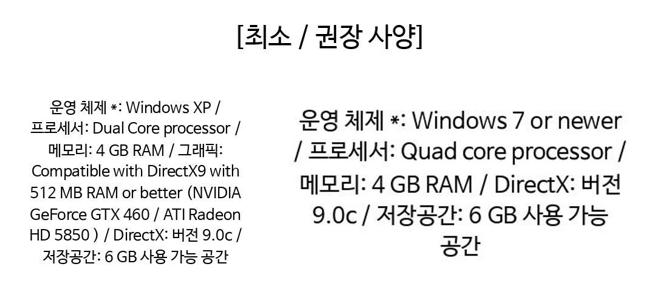 [최소 / 권장 사양]
운영 체제 *: Windows XP /
프로세서: Dual Core processor /
메모리: 4 GB RAM / 그래픽:
Compatible with DirectX9 with
512 MB RAM or better (NVIDIA
GeForce GTX 460 / ATI Radeon
HD 5850 ) / DirectX: 버전 9.0c /
저장공간: 6 GB 사용 가능 공간
운영 체제 *: Windows 7 or newer
/ 프로세서: Quad core processor /
메모리: 4 GB RAM / DirectX: 버전
9.0c / 저장공간: 6 GB 사용 가능
공간